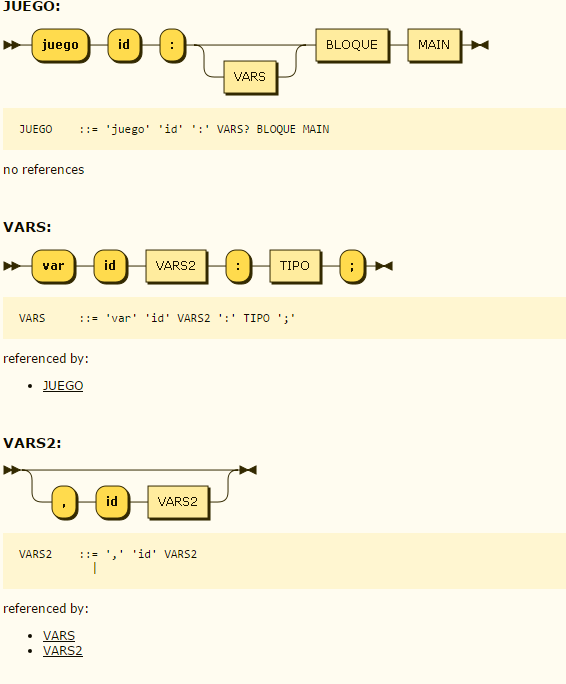 JUEGO:
juego id : BLOQUE MAIN
VARS
JUEGO ::= 'juego' 'id' ':' VARS? BLOQUE MAIN
no references
VARS:
var id VARS2 : TIPO ;
VARS ::= 'var' 'id' VARS2 ':' TIPO ';'
referenced by:
• JUEGO
VARS2:
, id VARS2
VARS2 ::= ',' 'id' VARS2
|
referenced by:
• VARS
• VARS2